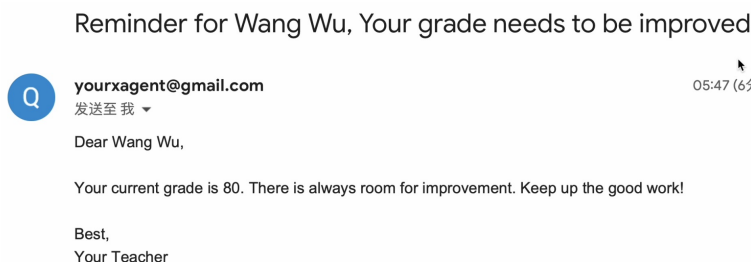 Reminder for Wang Wu, Your grade needs to be improved
Q
yourxagent@gmail.com
05:47 (6分
发送至 我
Dear Wang Wu,
Your current grade is 80. There is always room for improvement. Keep up the good work!
Best,
Your Teacher